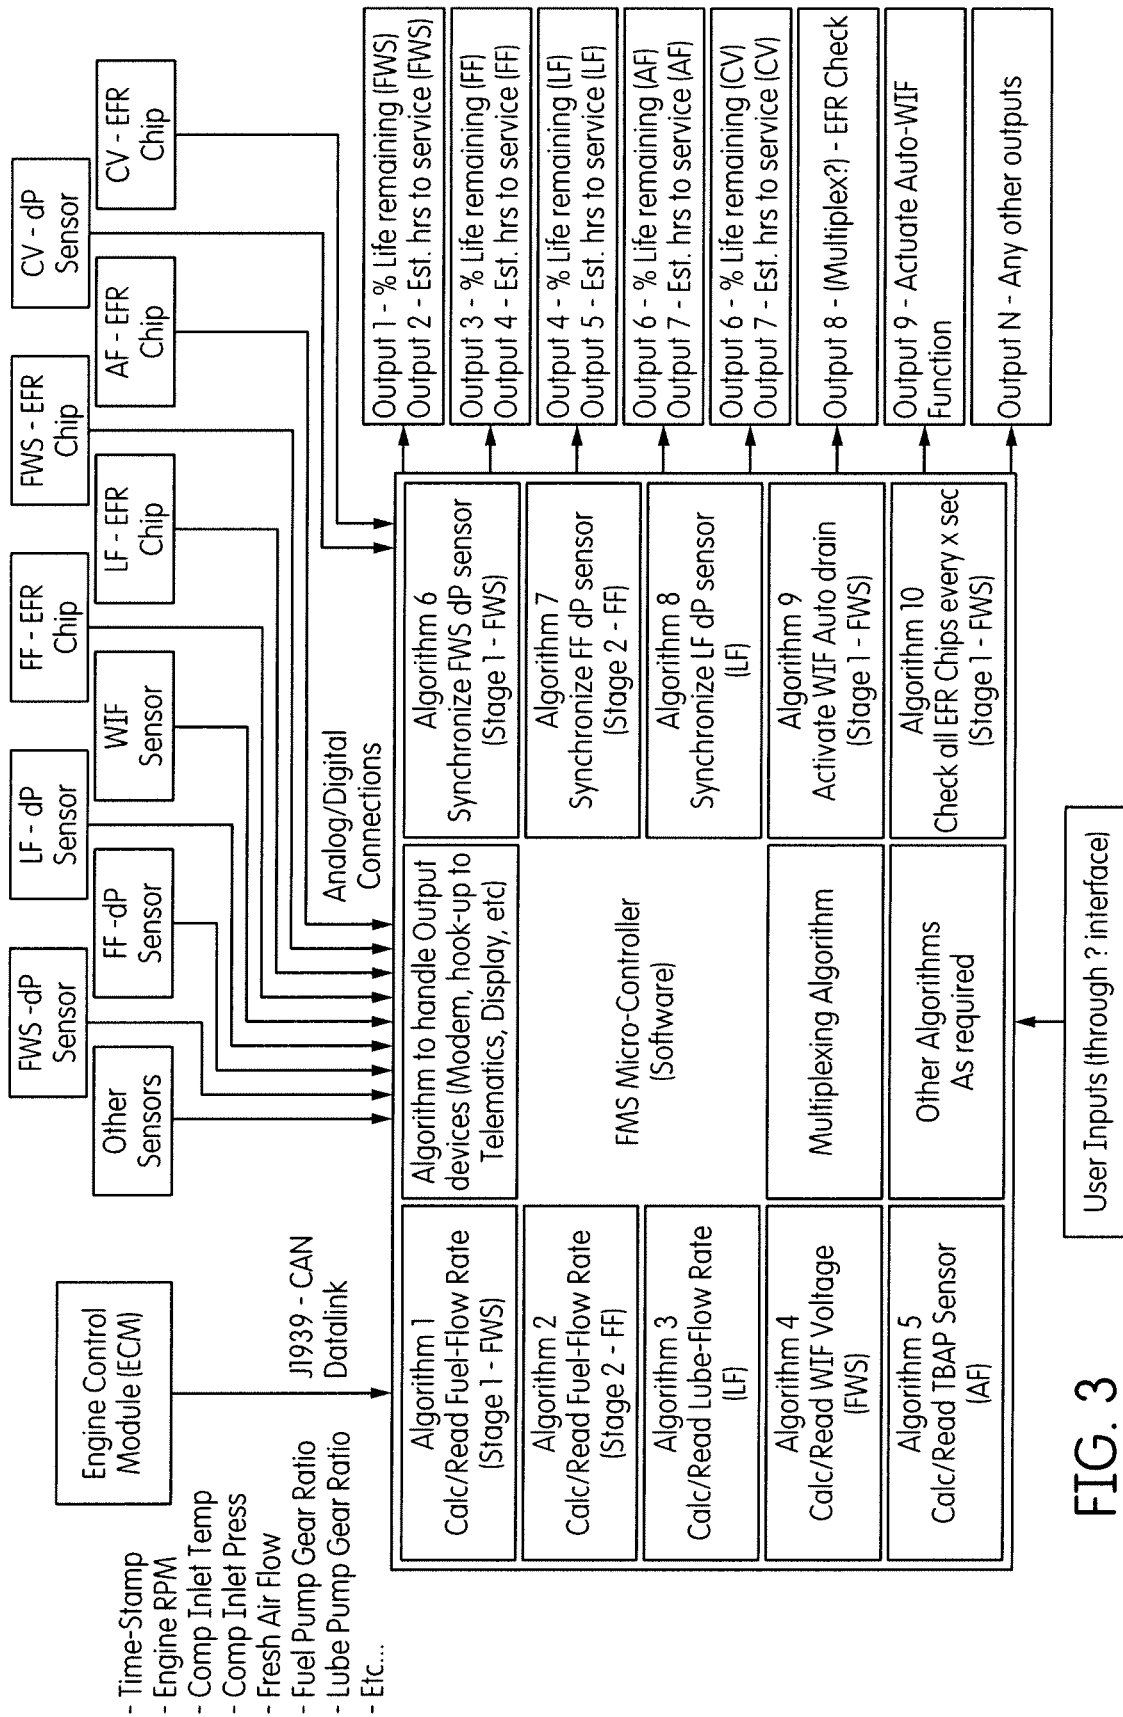 - Time-Stamp
- Engine RPM
- Comp Inlet Temp
- Comp Inlet Press
- Fresh Air Flow
- Fuel Pump Gear Ratio
- Lube Pump Gear Ratio
- Etc...
Engine Control
Module (ECM)
J1939 - CAN
Datalink
Other
Sensors
FWS -dP
Sensor
FF -dP
Sensor
LF - dP
Sensor
WIF
Sensor
FF - EFR
Chip
LF - EFR
Chip
FWS - EFR
Chip
AF - EFR
Chip
CV - dP
Sensor
CV - EFR
Chip
Analog/Digital
Connections
Algorithm 1
Calc/Read Fuel-Flow Rate
(Stage 1 - FWS)
Algorithm 2
Calc/Read Fuel-Flow Rate
(Stage 2 - FF)
Algorithm 3
Calc/Read Lube-Flow Rate
(LF)
Algorithm 4
Calc/Read WIF Voltage
(FWS)
Algorithm 5
Calc/Read TBAP Sensor
(AF)
Algorithm to handle Output
devices (Modem, hook-up to
Telematics, Display, etc)
FMS Micro-Controller
(Software)
Multiplexing Algorithm
Other Algorithms
As required
Algorithm 6
Synchronize FWS dP sensor
(Stage 1 - FWS)
Algorithm 7
Synchronize FF dP sensor
(Stage 2 - FF)
Algorithm 8
Synchronize LF dP sensor
(LF)
Algorithm 9
Activate WIF Auto drain
(Stage 1 - FWS)
Algorithm 10
Check all EFR Chips every x sec
(Stage 1 - FWS)
Output 1 - % Life remaining (FWS)
Output 2 - Est. hrs to service (FWS)
Output 3 - % Life remaining (FF)
Output 4 - Est. hrs to service (FF)
Output 4 - % Life remaining (LF)
Output 5 - Est. hrs to service (LF)
Output 6 - % Life remaining (AF)
Output 7 - Est. hrs to service (AF)
Output 6 - % Life remaining (CV)
Output 7 - Est. hrs to service (CV)
Output 8 - (Multiplex?) - EFR Check
Output 9 - Actuate Auto-WIF
Function
Output N - Any other outputs
User Inputs (through ? interface)
FIG. 3